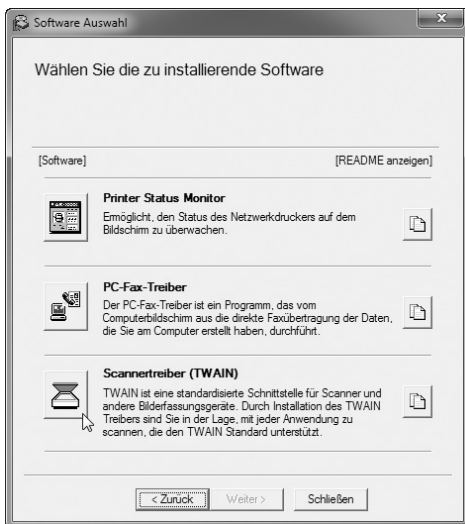 Software Auswahl
Wählen Sie die zu installierende Software
[Software] [README anzeigen]
Printer Status Monitor
Ermöglicht, den Status des Netzwerkdruckers auf dem
Bildschirm zu überwachen.
PC-Fax-Treiber
Der PC-Fax-Treiber ist ein Programm, das vom
Computerbildschirm aus die direkte Faxübertragung der Daten,
die Sie am Computer erstellt haben, durchführt.
Scannertreiber (TWAIN)
TWAIN ist eine standardisierte Schnittstelle für Scanner und
andere Bilderfassungsgeräte. Durch Installation des TWAIN
Treibers sind Sie in der Lage, mit jeder Anwendung zu
scannen, die den TWAIN Standard unterstützt.
< Zurück Weiter > Schließen